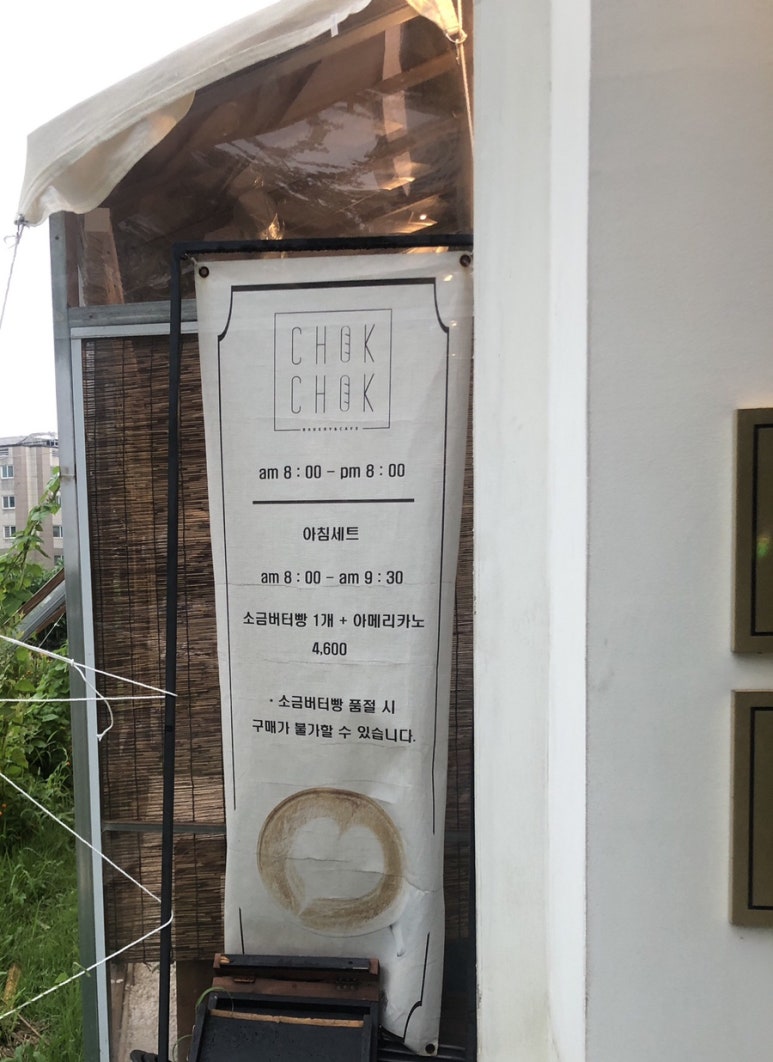 CHOK
CHOK
BAKERY&CAFE
am 8 : 00 - pm 8 : 00
아침세트
am 8 : 00 - am 9 : 30
소금버터빵 1개 + 아메리카노
4,600
· 소금버터빵 품절 시
구매가 불가할 수 있습니다.